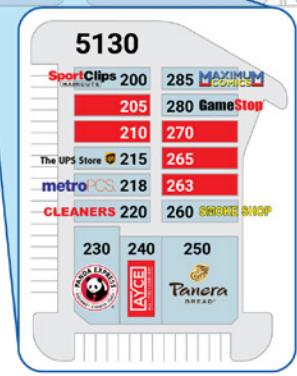 5130
SportClips 200
HAIRCUTS
285 MAXIMUM COMICS
205
280 GameStop
210
270
The UPS Store 215
265
metroPCS. 218
263
CLEANERS 220
260 SMOKE SHOP
230 240 250
PANDA EXPRESS
AYCE
Panera
BREAD